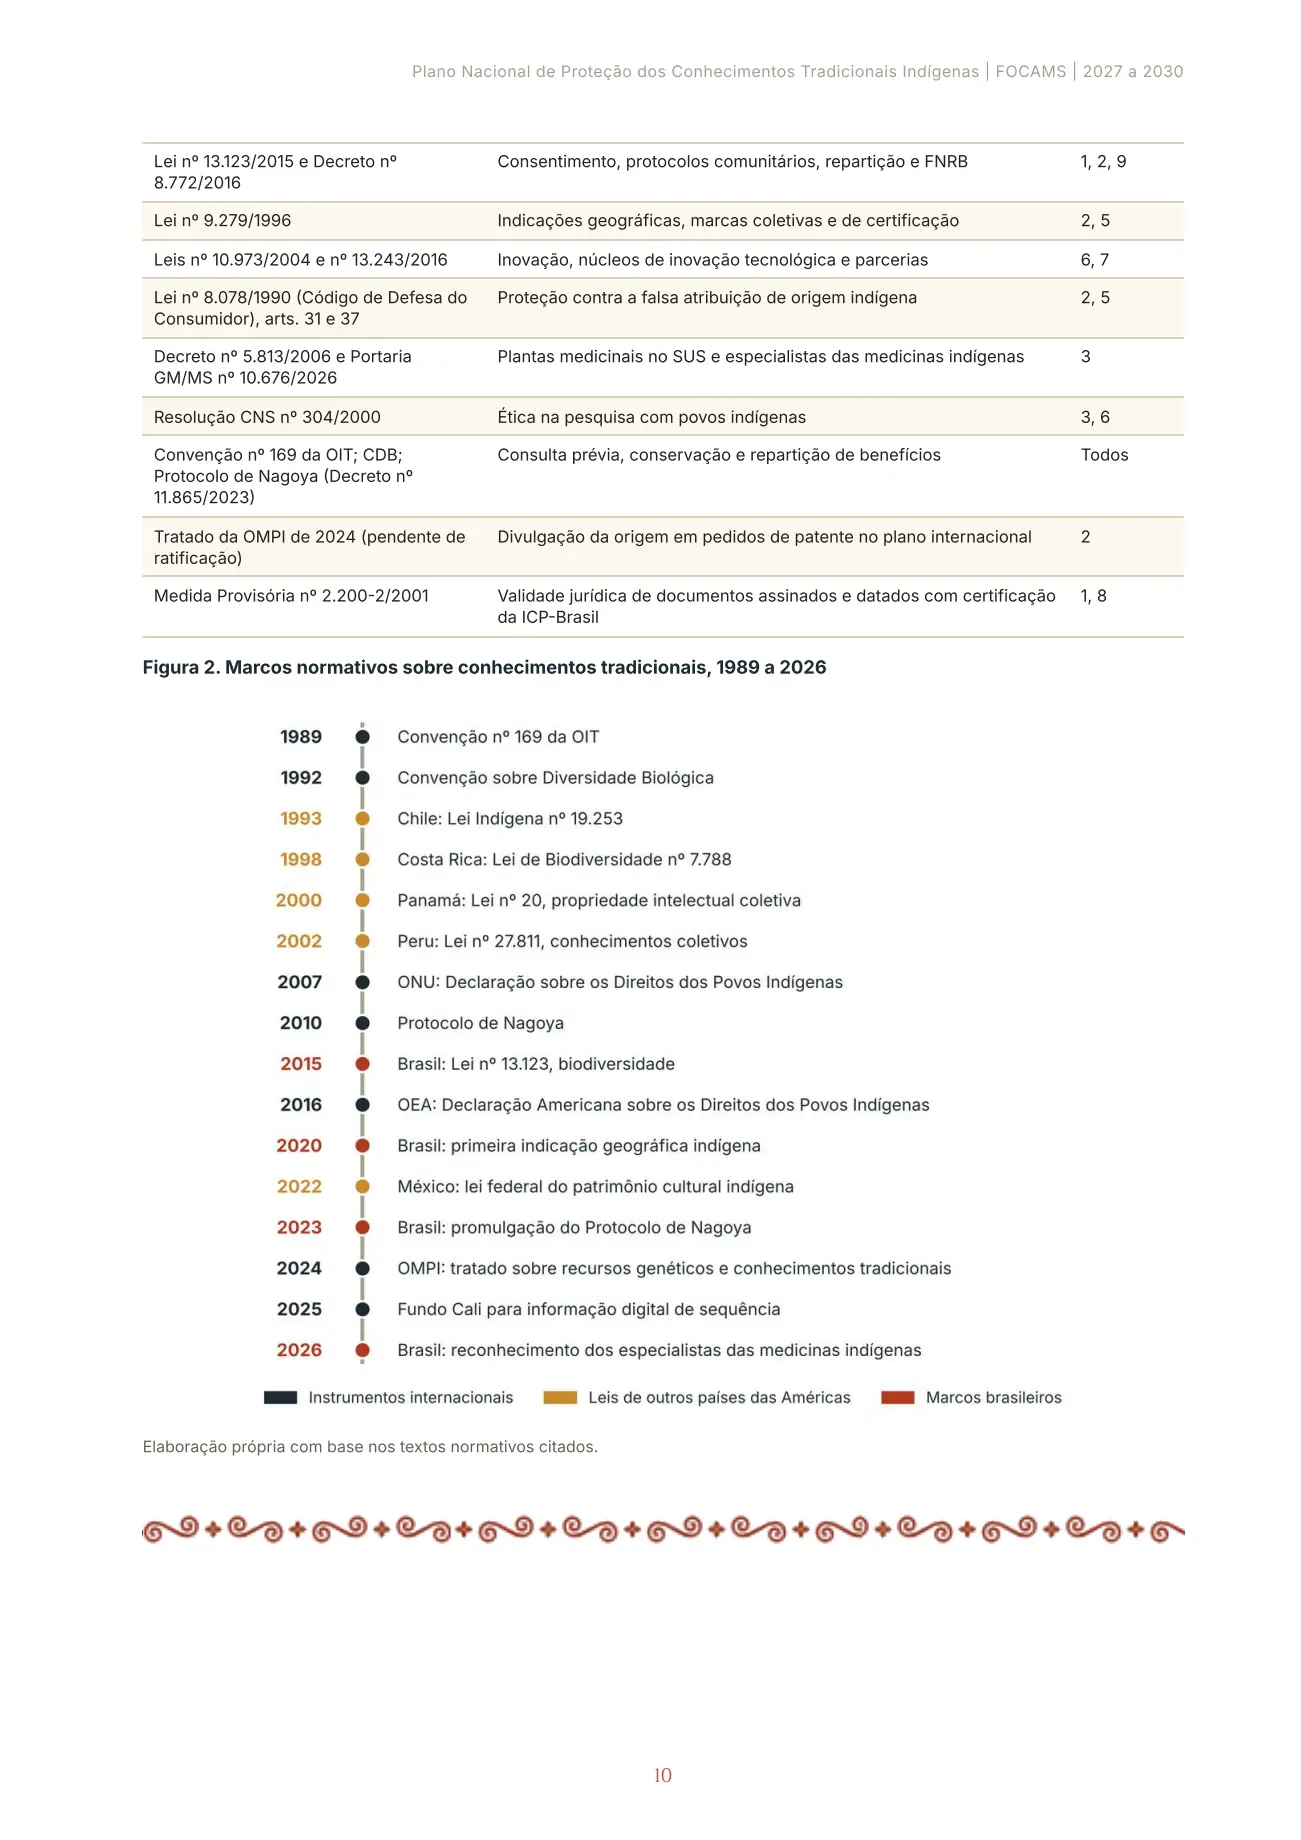 Plano Nacional de Proteção dos Conhecimentos Tradicionais Indígenas | FOCAMS | 2027 a 2030
Lei nº 13.123/2015 e Decreto nº
8.772/2016
Consentimento, protocolos comunitários, repartição e FNRB
1, 2, 9
Lei nº 9.279/1996
Indicações geográficas, marcas coletivas e de certificação
2, 5
Leis nº 10.973/2004 e nº 13.243/2016
Inovação, núcleos de inovação tecnológica e parcerias
6, 7
Lei nº 8.078/1990 (Código de Defesa do
Consumidor), arts. 31 e 37
Proteção contra a falsa atribuição de origem indígena
2, 5
Decreto nº 5.813/2006 e Portaria
GM/MS nº 10.676/2026
Plantas medicinais no SUS e especialistas das medicinas indígenas
3
Resolução CNS nº 304/2000
Ética na pesquisa com povos indígenas
3, 6
Convenção nº 169 da OIT; CDB;
Protocolo de Nagoya (Decreto nº
11.865/2023)
Consulta prévia, conservação e repartição de benefícios
Todos
Tratado da OMPI de 2024 (pendente de
ratificação)
Divulgação da origem em pedidos de patente no plano internacional
2
Medida Provisória nº 2.200-2/2001
Validade jurídica de documentos assinados e datados com certificação
da ICP-Brasil
1, 8
Figura 2. Marcos normativos sobre conhecimentos tradicionais, 1989 a 2026
1989 Convenção nº 169 da OIT
1992 Convenção sobre Diversidade Biológica
1993 Chile: Lei Indígena nº 19.253
1998 Costa Rica: Lei de Biodiversidade nº 7.788
2000 Panamá: Lei nº 20, propriedade intelectual coletiva
2002 Peru: Lei nº 27.811, conhecimentos coletivos
2007 ONU: Declaração sobre os Direitos dos Povos Indígenas
2010 Protocolo de Nagoya
2015 Brasil: Lei nº 13.123, biodiversidade
2016 OEA: Declaração Americana sobre os Direitos dos Povos Indígenas
2020 Brasil: primeira indicação geográfica indígena
2022 México: lei federal do patrimônio cultural indígena
2023 Brasil: promulgação do Protocolo de Nagoya
2024 OMPI: tratado sobre recursos genéticos e conhecimentos tradicionais
2025 Fundo Cali para informação digital de sequência
2026 Brasil: reconhecimento dos especialistas das medicinas indígenas
Instrumentos internacionais Leis de outros países das Américas Marcos brasileiros
Elaboração própria com base nos textos normativos citados.
10